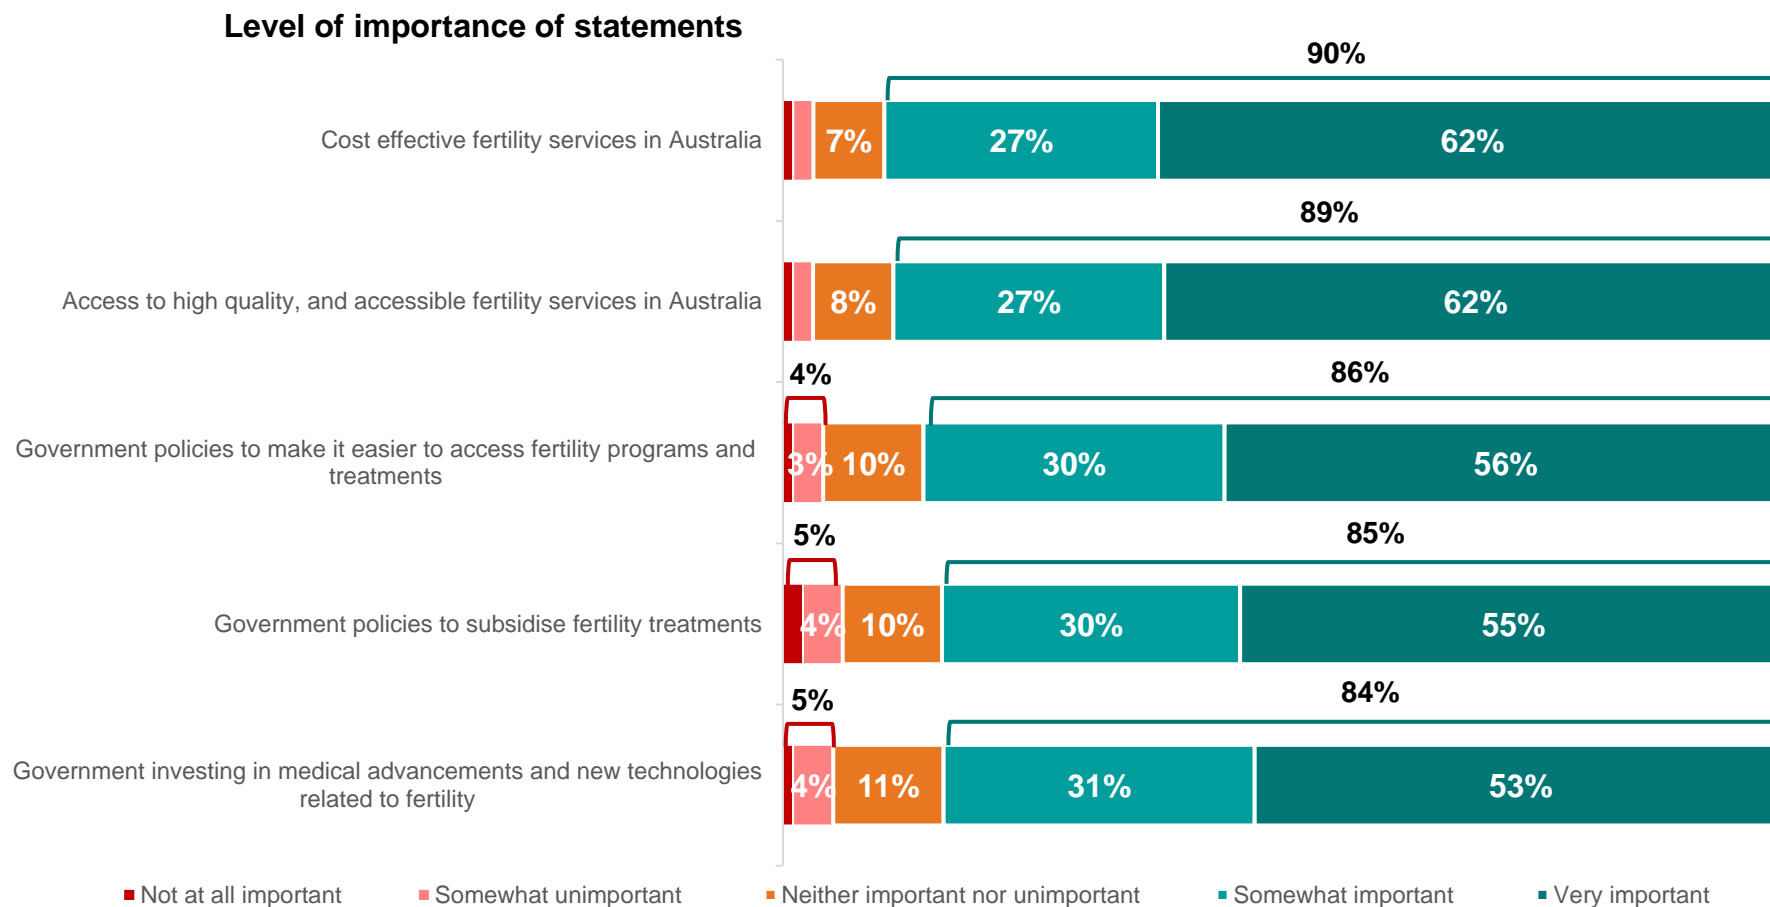 Level of importance of statements
90%
Cost effective fertility services in Australia
7%
27%
62%
89%
Access to high quality, and accessible fertility services in Australia
8%
27%
62%
4%
86%
Government policies to make it easier to access fertility programs and
treatments
3%
10%
30%
56%
5%
85%
Government policies to subsidise fertility treatments
4%
10%
30%
55%
5%
84%
Government investing in medical advancements and new technologies
related to fertility
4%
11%
31%
53%
Not at all important
Somewhat unimportant
Neither important nor unimportant
Somewhat important
Very important